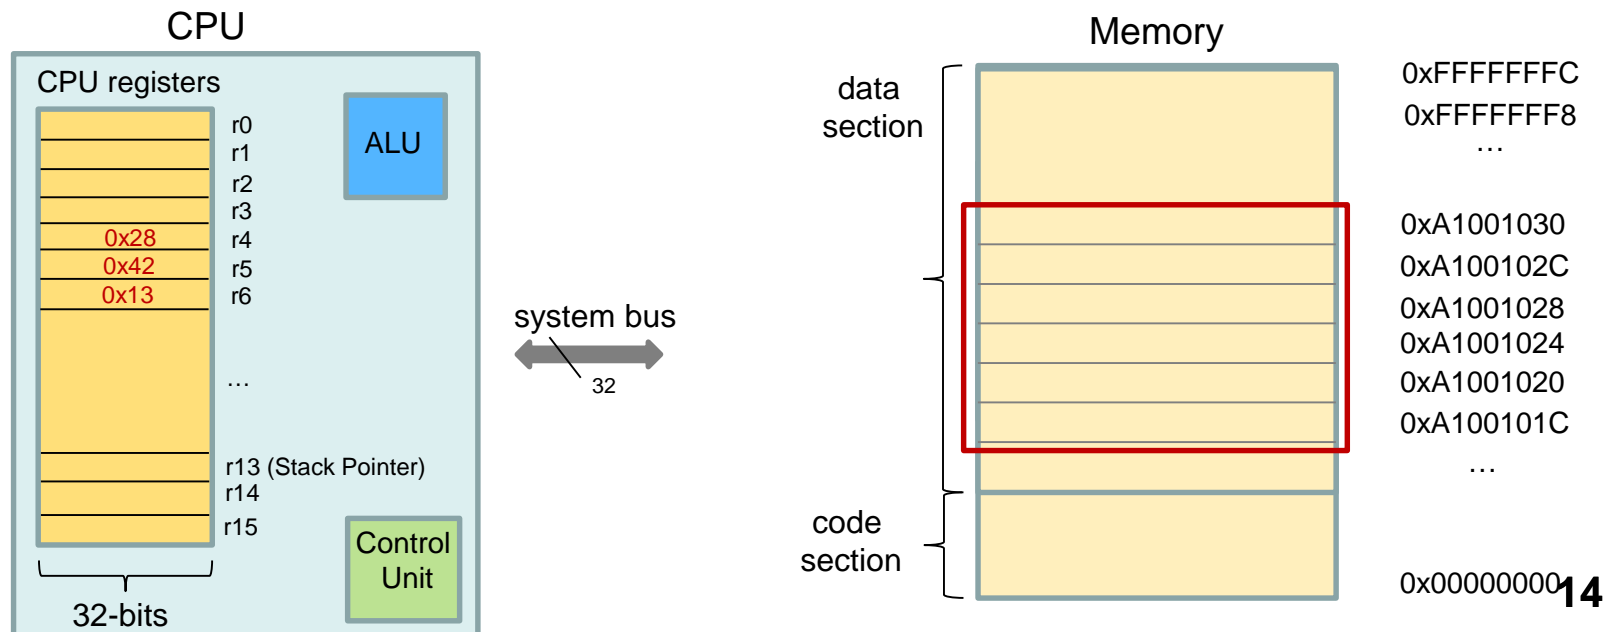 CPU
CPU registers
r0
r1
r2
r3
0x28 r4
0x42 r5
0x13 r6
…
r13 (Stack Pointer)
r14
r15
32-bits
ALU
Control
Unit
system bus
32
Memory
data
section
code
section
0xFFFFFFFC
0xFFFFFFF8
…
0xA1001030
0xA100102C
0xA1001028
0xA1001024
0xA1001020
0xA100101C
…
0x00000000
14